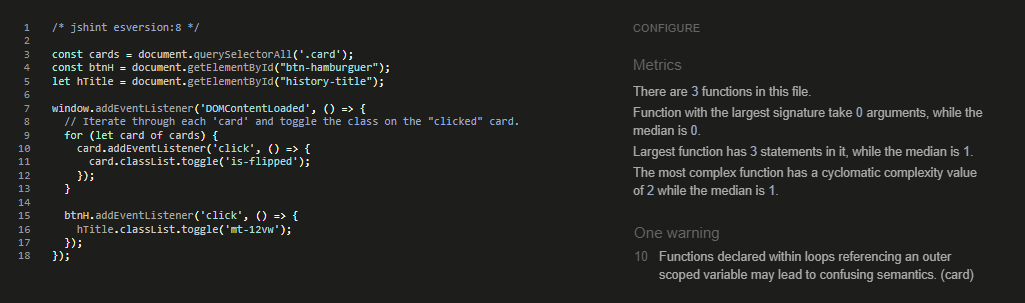 1 /* jshint esversion:8 */
2
3 const cards = document.querySelectorAll('.card');
4 const btnH = document.getElementById("btn-hamburguer");
5 let hTitle = document.getElementById("history-title");
6
7 window.addEventListener('DOMContentLoaded', () => {
8 // Iterate through each 'card' and toggle the class on the "clicked" card.
9 for (let card of cards) {
10 card.addEventListener('click', () => {
11 card.classList.toggle('is-flipped');
12 });
13 }
14
15 btnH.addEventListener('click', () => {
16 hTitle.classList.toggle('mt-12vw');
17 });
18 });
CONFIGURE
Metrics
There are 3 functions in this file.
Function with the largest signature take 0 arguments, while the
median is 0.
Largest function has 3 statements in it, while the median is 1.
The most complex function has a cyclomatic complexity value
of 2 while the median is 1.
One warning
10 Functions declared within loops referencing an outer
scoped variable may lead to confusing semantics. (card)